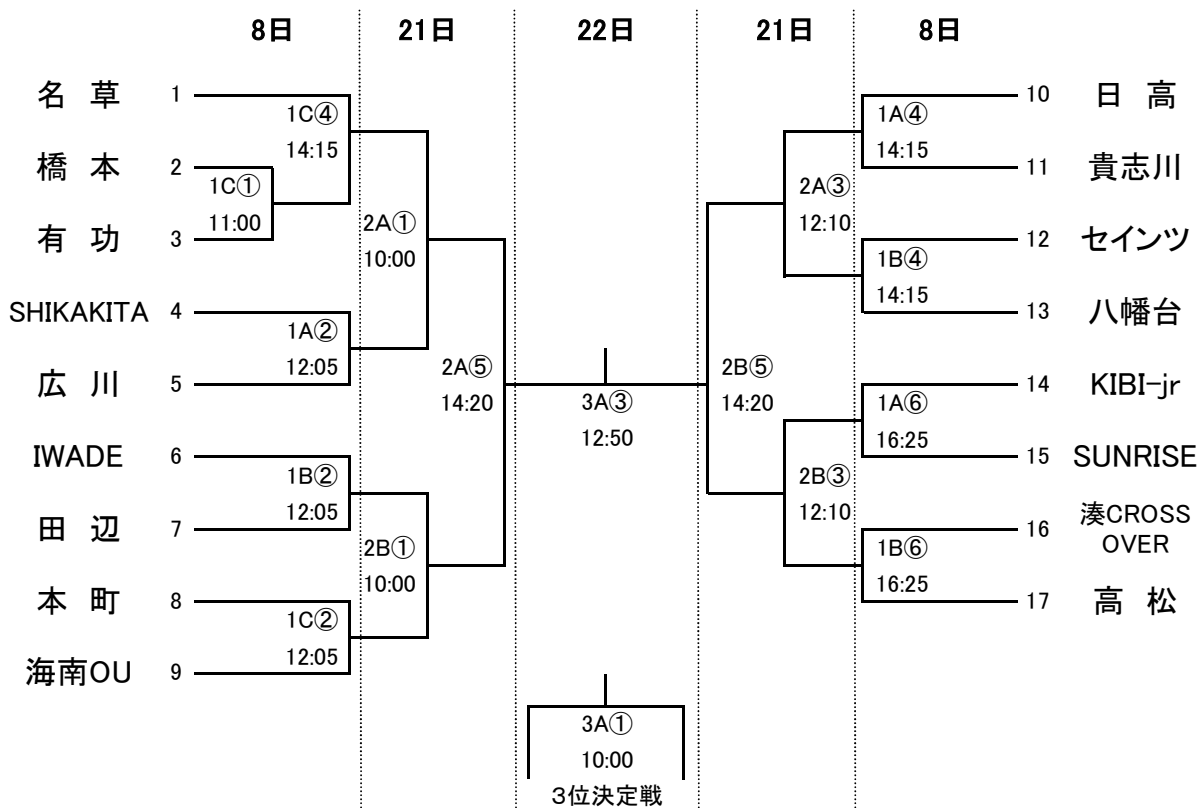 8日 21日 22日 21日 8日
名 草 1
1C④
14:15
橋 本 2
1C①
11:00
有 功 3
2A①
10:00
SHIKAKITA 4
1A②
12:05
広 川 5
2A⑤
14:20
IWADE 6
1B②
12:05
田 辺 7
2B①
10:00
本 町 8
1C②
12:05
海南OU 9
3A③
12:50
3A①
10:00
3位決定戦
10 日 高
1A④
14:15
11 貴志川
2A③
12:10
12 セインツ
1B④
14:15
13 八幡台
2B⑤
14:20
14 KIBI-jr
1A⑥
16:25
15 SUNRISE
2B③
12:10
16 湊CROSS
OVER
1B⑥
16:25
17 高 松